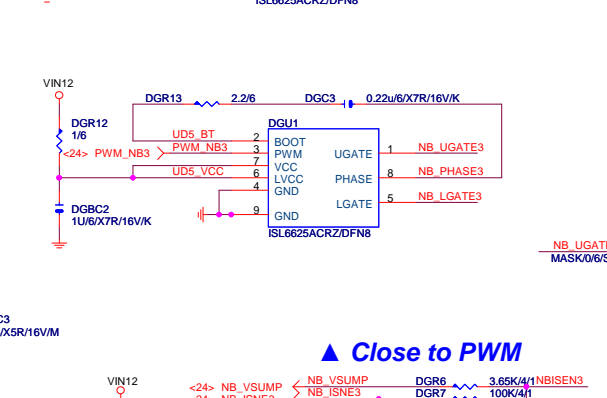 ISL6625ACRZ/DFN8
VIN12
DGR13 2.2/6 DGC3 0.22u/6/X7R/16V/K
DGR12
1/6
DGU1
UD5_BT 2 BOOT
<24> PWM_NB3 PWM_NB3 3 PWM UGATE 1 NB_UGATE3
7 VCC
UD5_VCC 6 LVCC PHASE 8 NB_PHASE3
4 GND
LGATE 5 NB_LGATE3
9 GND
DGBC2
1U/6/X7R/16V/K
ISL6625ACRZ/DFN8
NB_UGATE
MASK/0/6/S
C3
/X5R/16V/M
▲ Close to PWM
VIN12
<24> NB_VSUMP NB_VSUMP DGR6 3.65K/4/1 NBISEN3
<24> NB_ISNE3 NB_ISNE3 DGR7 100K/4/1